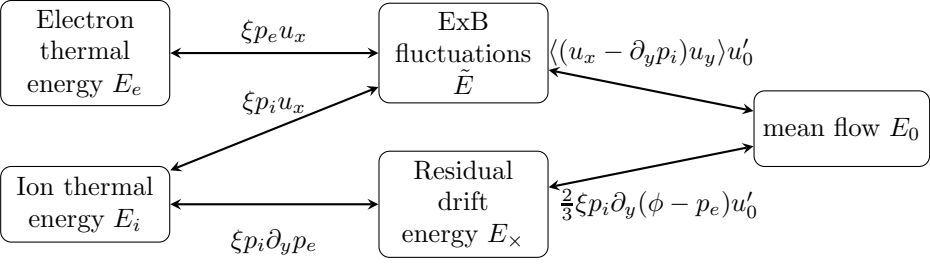 Electron
thermal
energy $E_e$
$\xi p_e u_x$
ExB
fluctuations
$\tilde{E}$
$\langle (u_x - \partial_y p_i) u_y \rangle u_0'$
$\xi p_i u_x$
mean flow $E_0$
Ion thermal
energy $E_i$
$\xi p_i \partial_y p_e$
Residual
drift
energy $E_\times$
$\frac{2}{3} \xi p_i \partial_y (\phi - p_e) u_0'$